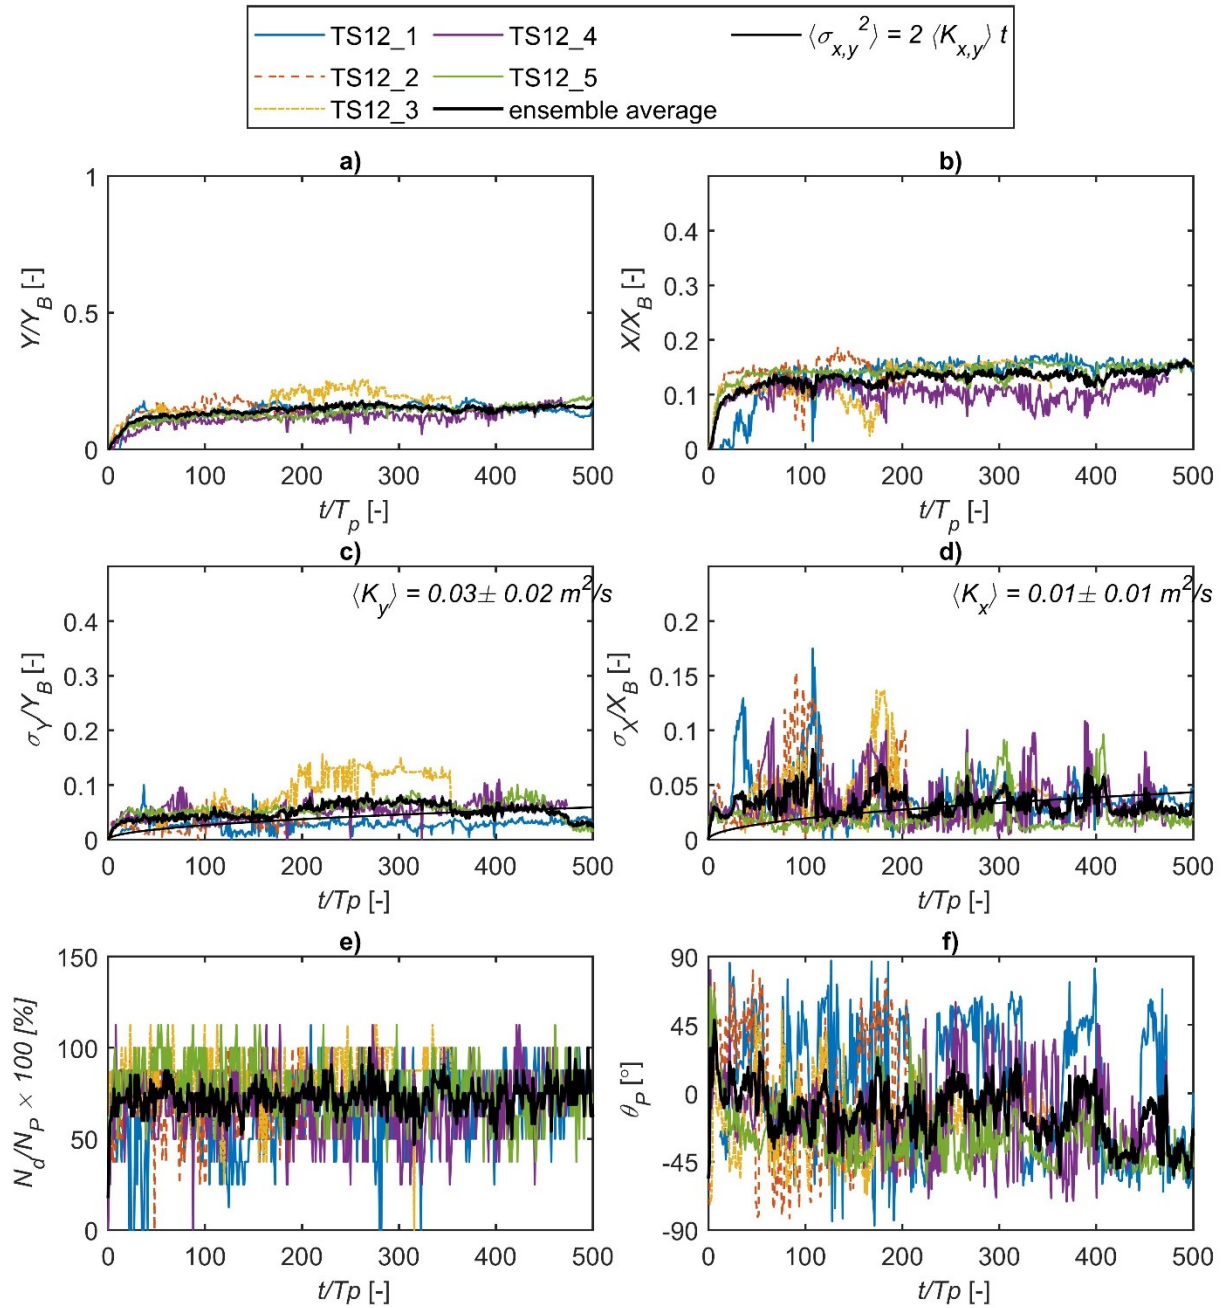 TS12_1 TS12_4 ⟨σx,y²⟩ = 2 ⟨Kx,y⟩ t
TS12_2 TS12_5
TS12_3 ensemble average
a)
1
0.5
0
Y/YB [-]
0 100 200 300 400 500
t/Tp [-]
b)
0.4
0.3
0.2
0.1
0
X/XB [-]
0 100 200 300 400 500
t/Tp [-]
c)
⟨Ky⟩ = 0.03± 0.02 m²/s
0.4
0.3
0.2
0.1
0
σY/YB [-]
0 100 200 300 400 500
t/Tp [-]
d)
⟨Kx⟩ = 0.01± 0.01 m²/s
0.2
0.15
0.1
0.05
0
σX/XB [-]
0 100 200 300 400 500
t/Tp [-]
e)
150
100
50
0
Nd/NP × 100 [%]
0 100 200 300 400 500
t/Tp [-]
f)
90
45
0
-45
-90
θP [°]
0 100 200 300 400 500
t/Tp [-]